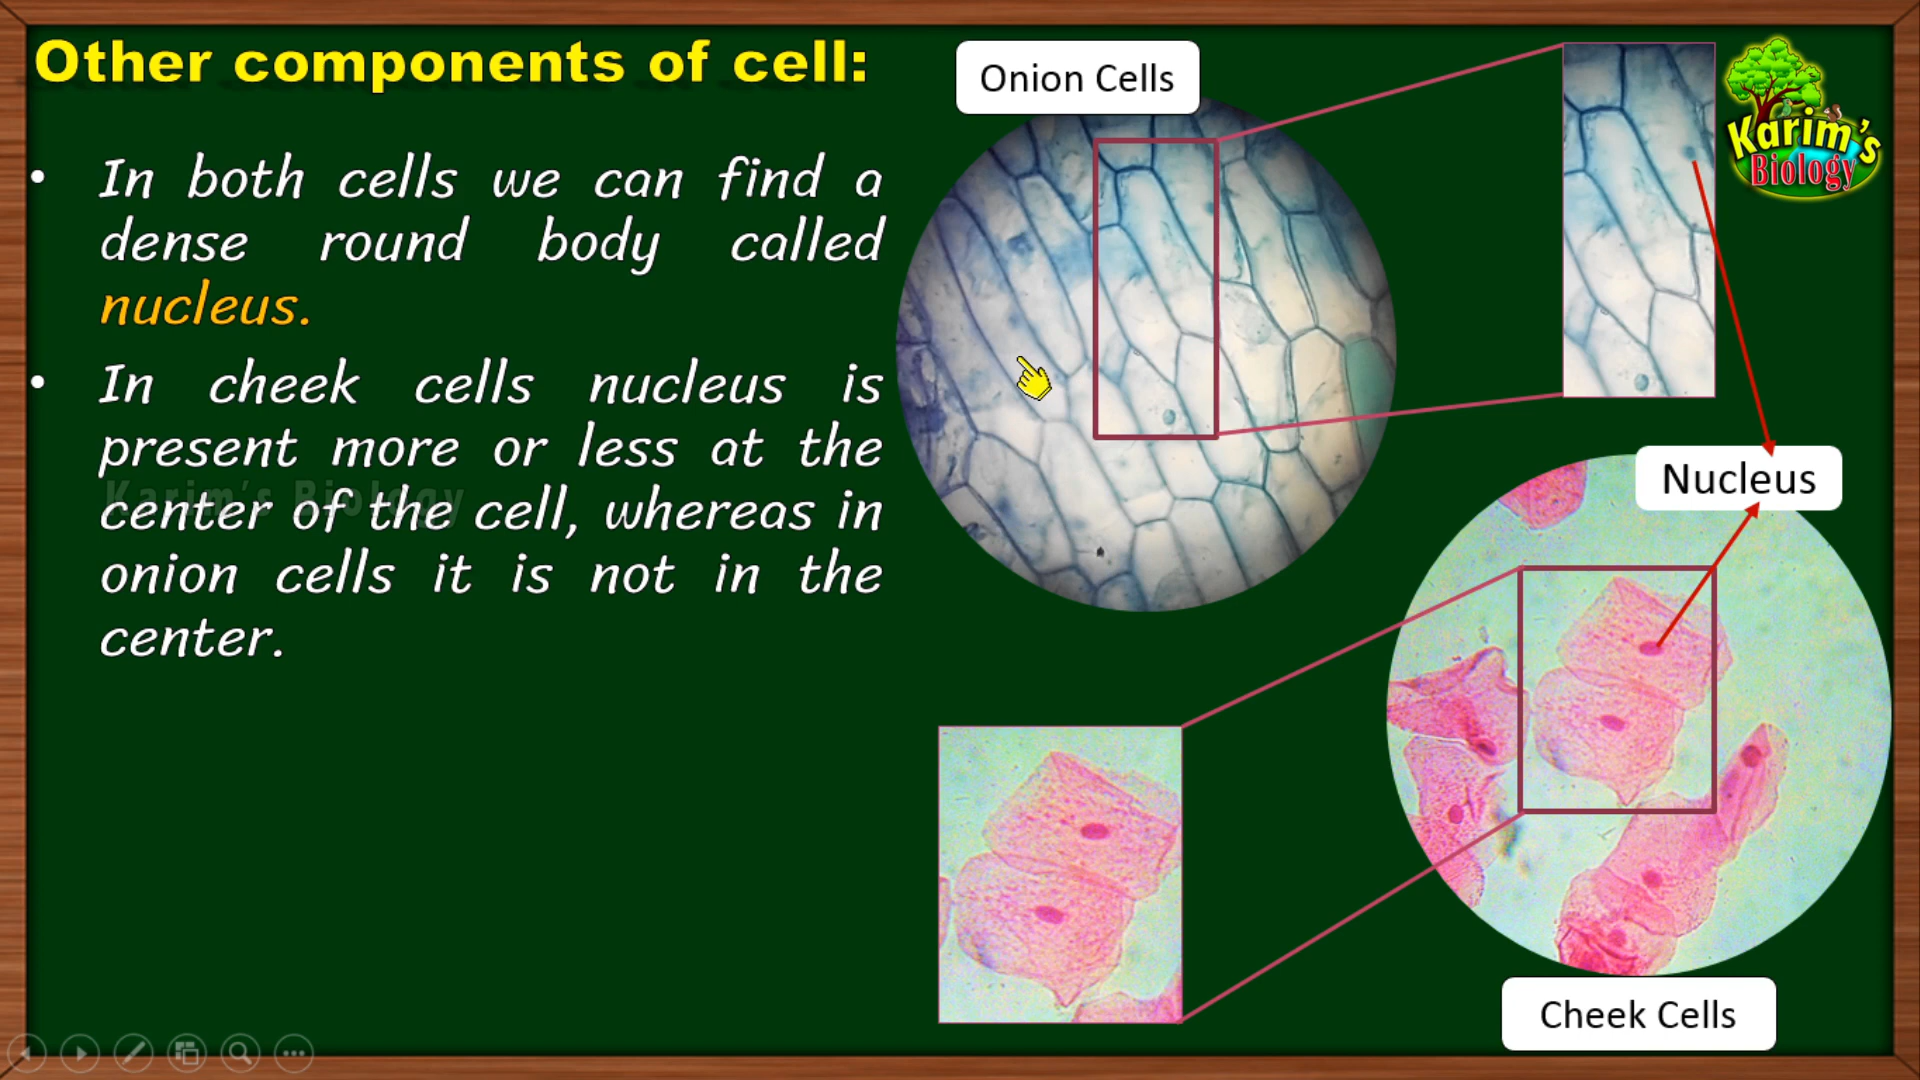 Other components of cell:
• In both cells we can find a
dense round body called
nucleus.
• In cheek cells nucleus is
present more or less at the
center of the cell, whereas in
onion cells it is not in the
center.
Karim's Biology
Onion Cells
Karim's
Biology
Nucleus
Cheek Cells